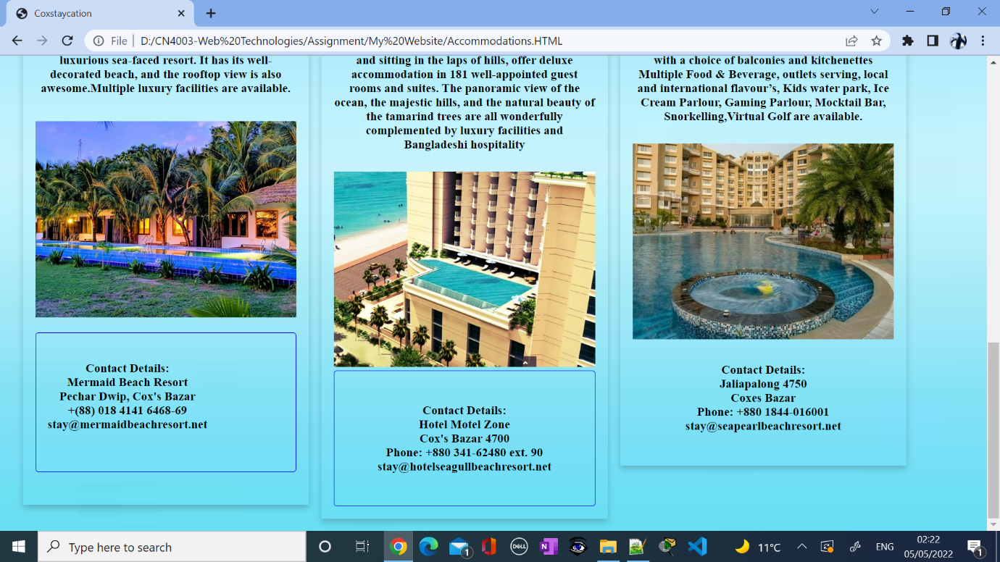 Coxstaycation
File
D:/CN4003-Web%20Technologies/Assignment/My%20Website/Accommodations.HTML
luxurious sea-faced resort. It has its well-
decorated beach, and the rooftop view is also
awesome.Multiple luxury facilities are available.
Contact Details:
Mermaid Beach Resort
Pechar Dwip, Cox's Bazar
+(88) 018 4141 6468-69
stay@mermaidbeachresort.net
and sitting in the laps of hills, offer deluxe
accommodation in 181 well-appointed guest
rooms and suites. The panoramic view of the
ocean, the majestic hills, and the natural beauty of
the tamarind trees are all wonderfully
complemented by luxury facilities and
Bangladeshi hospitality
Contact Details:
Hotel Motel Zone
Cox's Bazar 4700
Phone: +880 341-62480 ext. 90
stay@hotelseagullbeachresort.net
with a choice of balconies and kitchenettes
Multiple Food & Beverage, outlets serving, local
and international flavour’s, Kids water park, Ice
Cream Parlour, Gaming Parlour, Mocktail Bar,
Snorkelling,Virtual Golf are available.
Contact Details:
Jaliapalong 4750
Coxes Bazar
Phone: +880 1844-016001
stay@seapearlbeachresort.net
Type here to search
1
DELL
N
11°C
ENG
02:22
05/05/2022
1